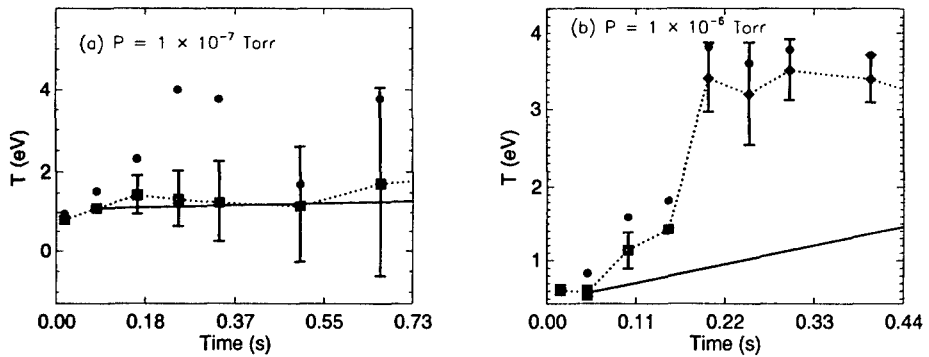 (a) P = 1 × 10⁻⁷ Torr
T (eV)
4
2
0
0.00 0.18 0.37 0.55 0.73
Time (s)
(b) P = 1 × 10⁻⁶ Torr
T (eV)
4
3
2
1
0.00 0.11 0.22 0.33 0.44
Time (s)